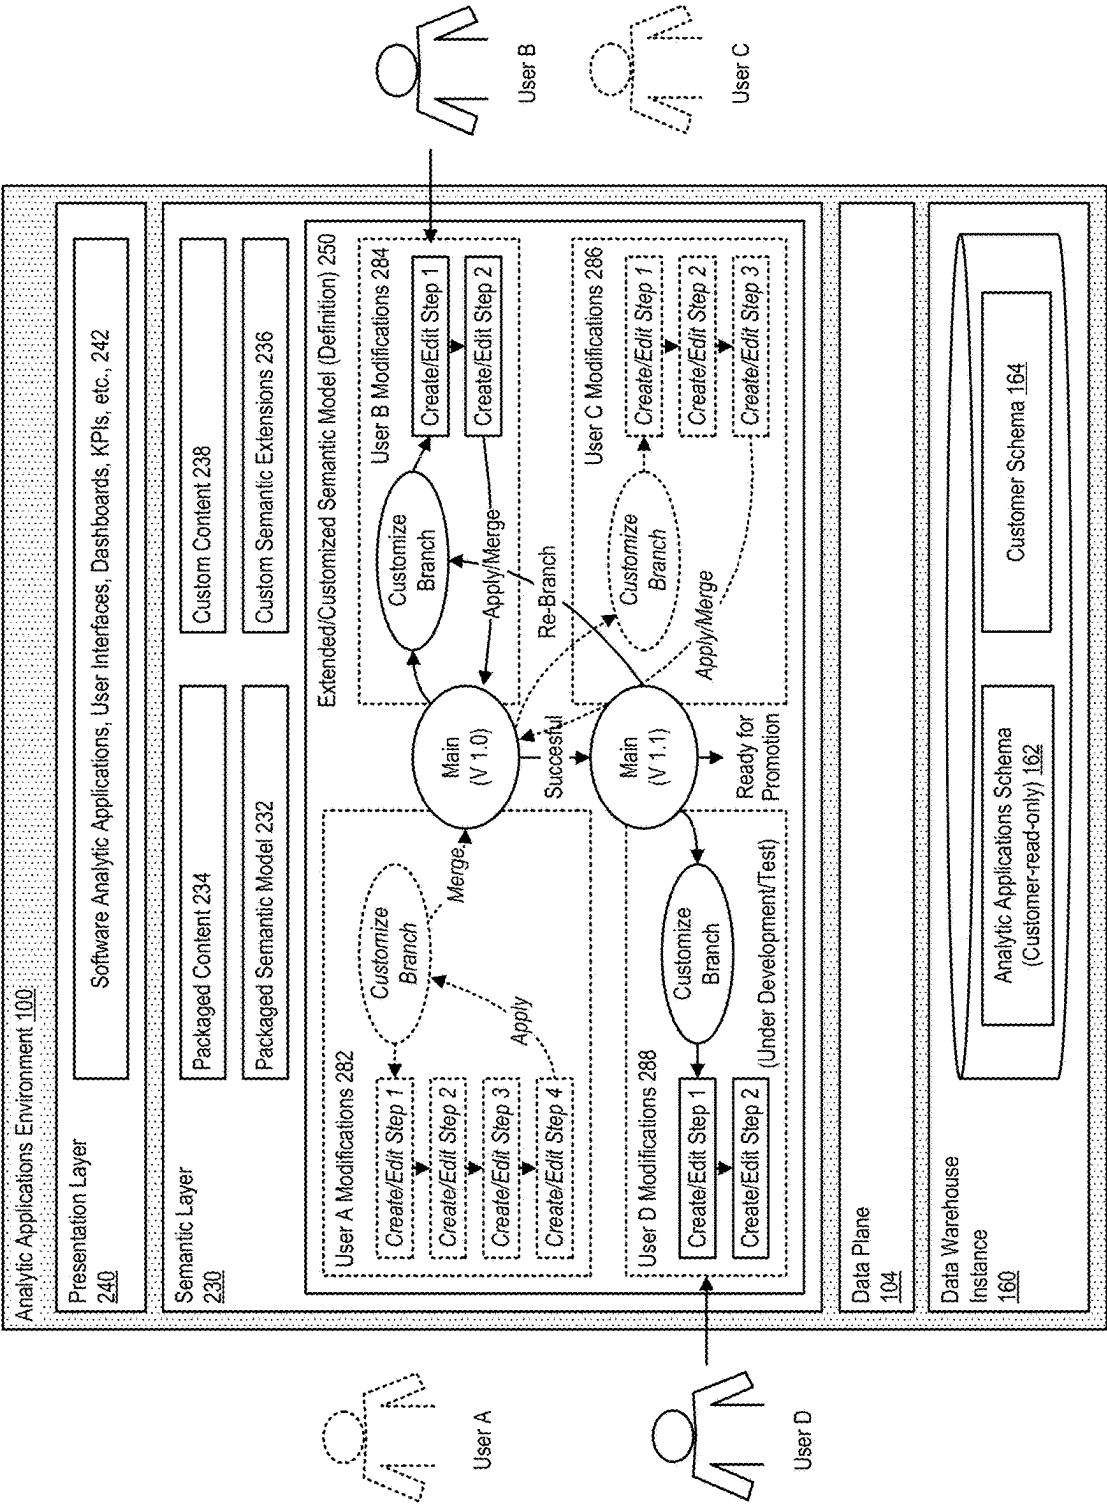 Analytic Applications Environment 100
Presentation Layer
240
Software Analytic Applications, User Interfaces, Dashboards, KPIs, etc., 242
Semantic Layer
230
Packaged Content 234
Custom Content 238
Packaged Semantic Model 232
Custom Semantic Extensions 236
Extended/Customized Semantic Model (Definition) 250
User A Modifications 282
Create/Edit Step 1
Create/Edit Step 2
Create/Edit Step 3
Create/Edit Step 4
Customize
Branch
Apply
Merge
Main
(V 1.0)
User B Modifications 284
Customize
Branch
Create/Edit Step 1
Create/Edit Step 2
Apply/Merge
Re-Branch
Succesful
Main
(V 1.1)
Ready for
Promotion
User C Modifications 286
Customize
Branch
Create/Edit Step 1
Create/Edit Step 2
Create/Edit Step 3
Apply/Merge
User D Modifications 288
Create/Edit Step 1
Create/Edit Step 2
Customize
Branch
(Under Development/Test)
Data Plane
104
Data Warehouse
Instance
160
Analytic Applications Schema
(Customer-read-only) 162
Customer Schema 164
User A
User D
User B
User C